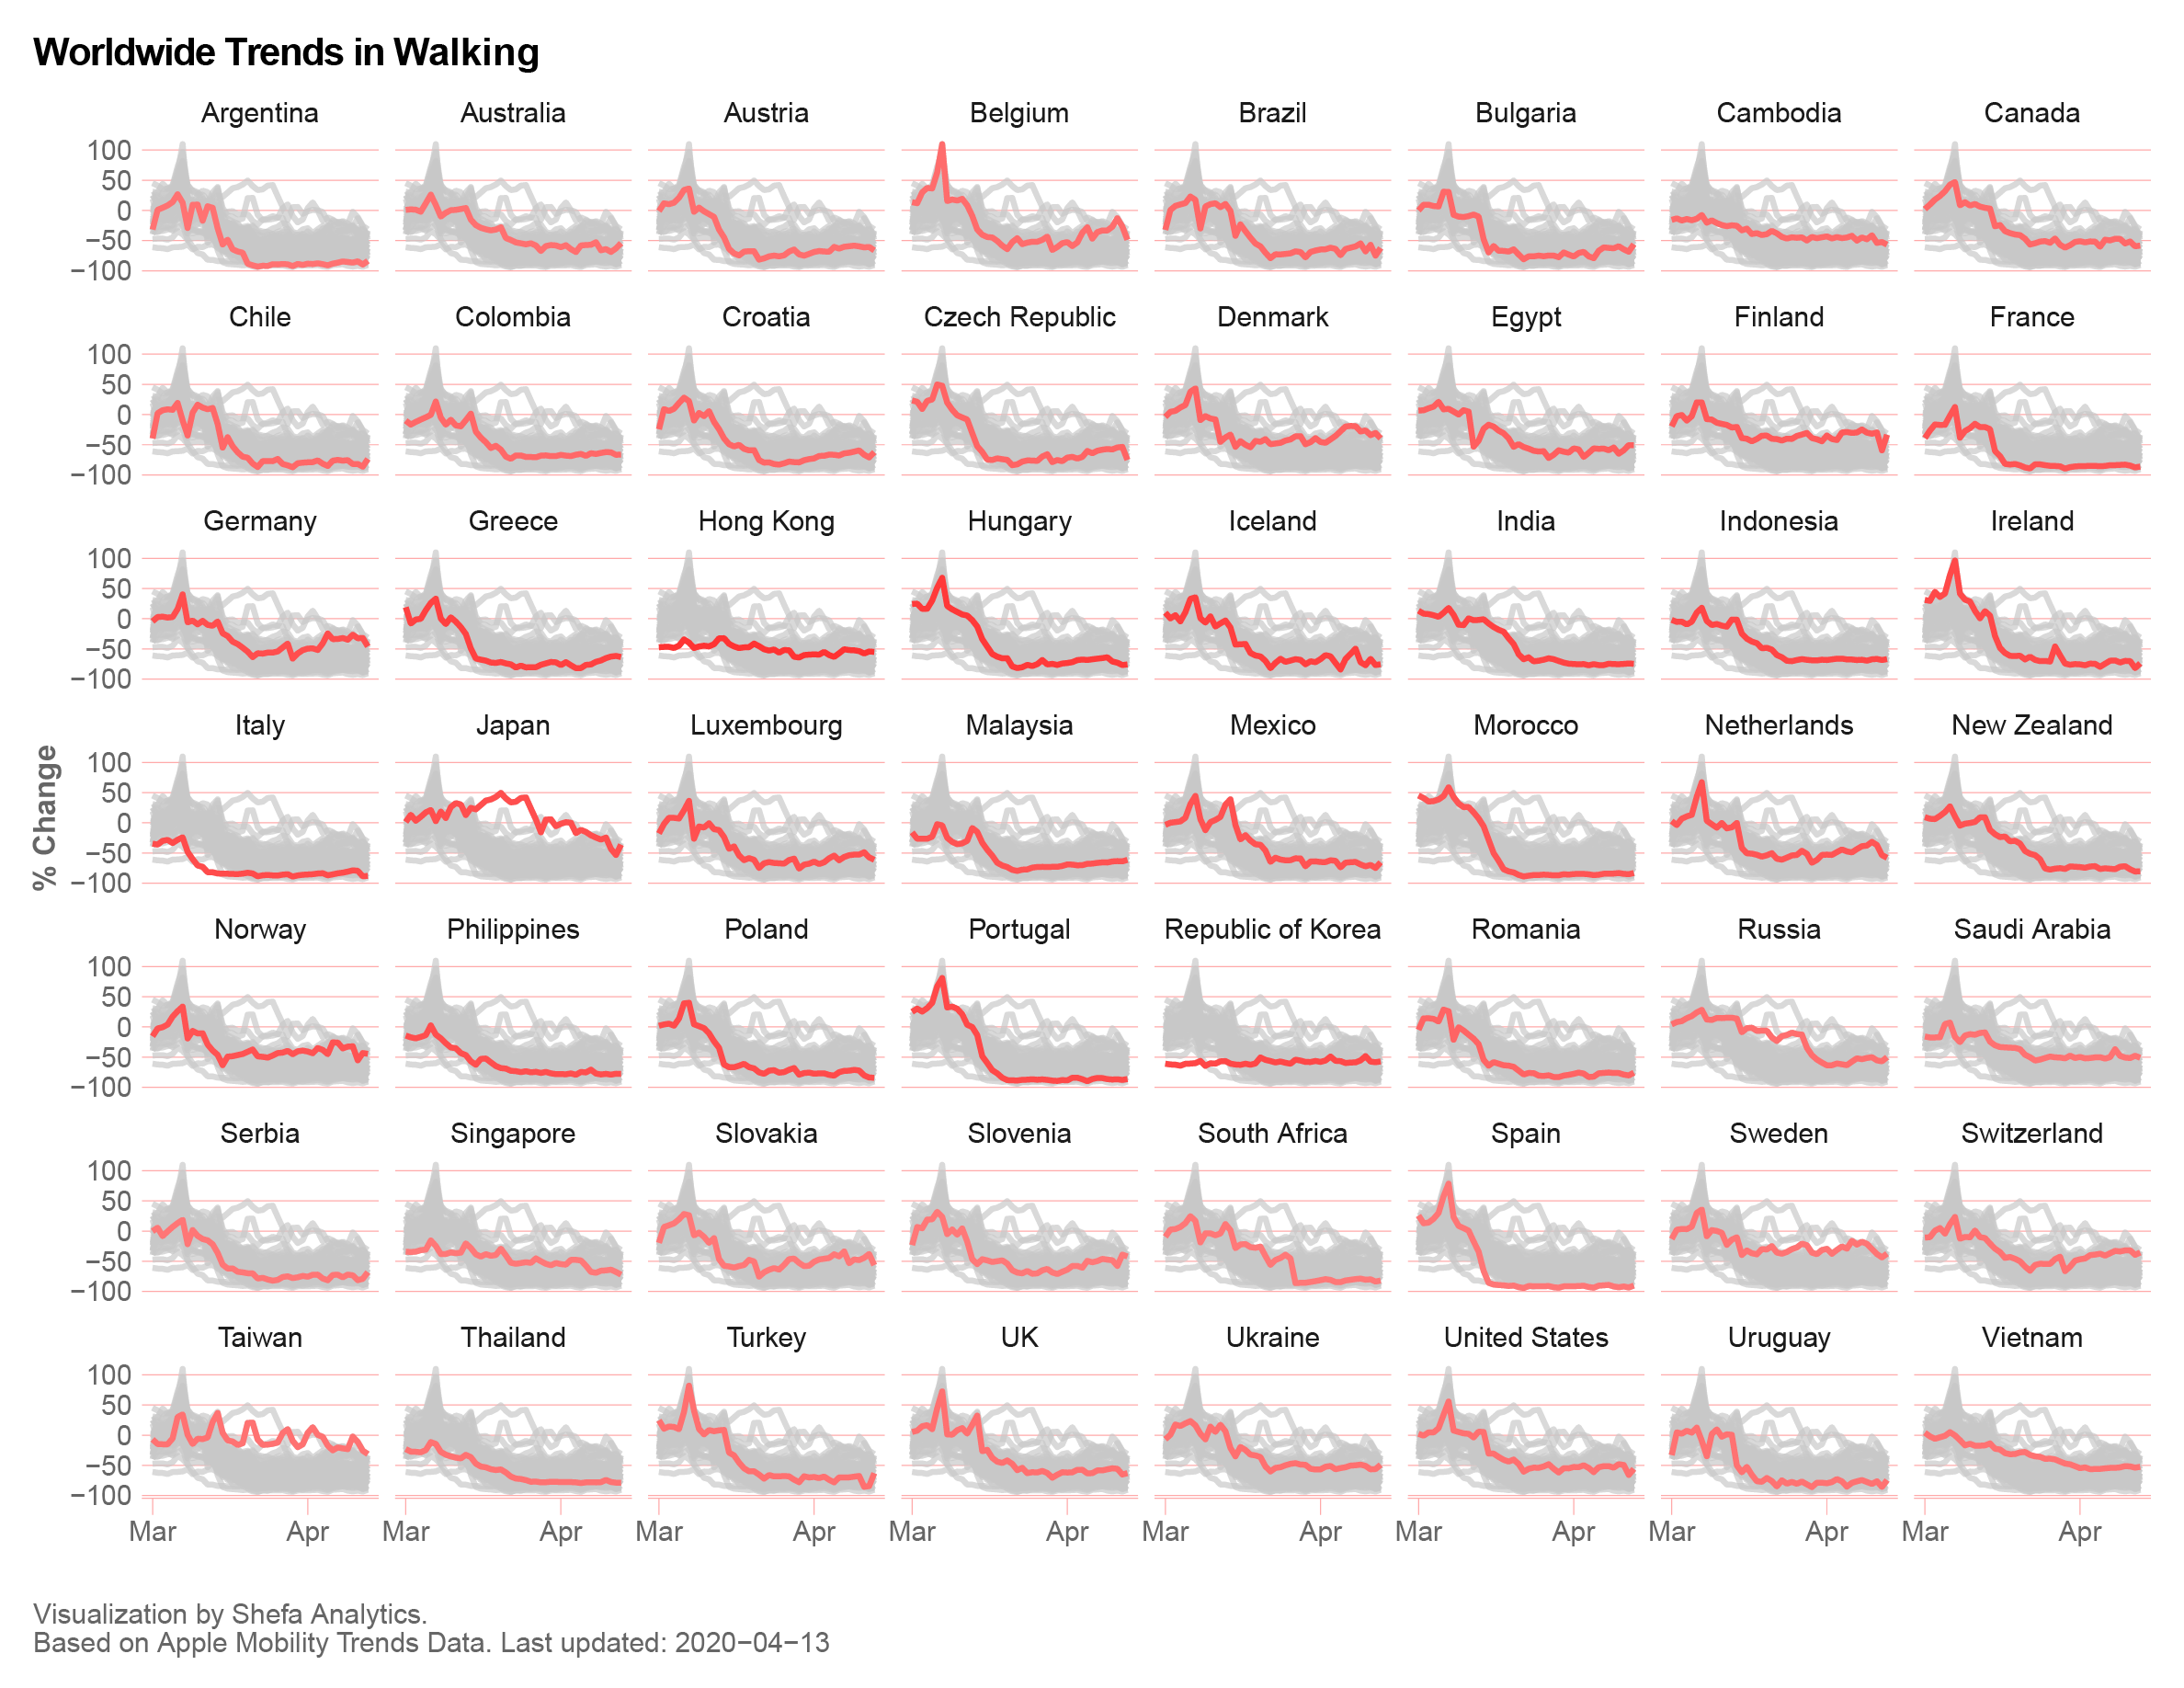 Worldwide Trends in Walking
Argentina Australia Austria Belgium Brazil Bulgaria Cambodia Canada
100
50
0
−50
−100
Chile Colombia Croatia Czech Republic Denmark Egypt Finland France
100
50
0
−50
−100
Germany Greece Hong Kong Hungary Iceland India Indonesia Ireland
100
50
0
−50
−100
% Change
Italy Japan Luxembourg Malaysia Mexico Morocco Netherlands New Zealand
100
50
0
−50
−100
Norway Philippines Poland Portugal Republic of Korea Romania Russia Saudi Arabia
100
50
0
−50
−100
Serbia Singapore Slovakia Slovenia South Africa Spain Sweden Switzerland
100
50
0
−50
−100
Taiwan Thailand Turkey UK Ukraine United States Uruguay Vietnam
100
50
0
−50
−100
Mar Apr Mar Apr Mar Apr Mar Apr Mar Apr Mar Apr Mar Apr Mar Apr
Visualization by Shefa Analytics.
Based on Apple Mobility Trends Data. Last updated: 2020−04−13